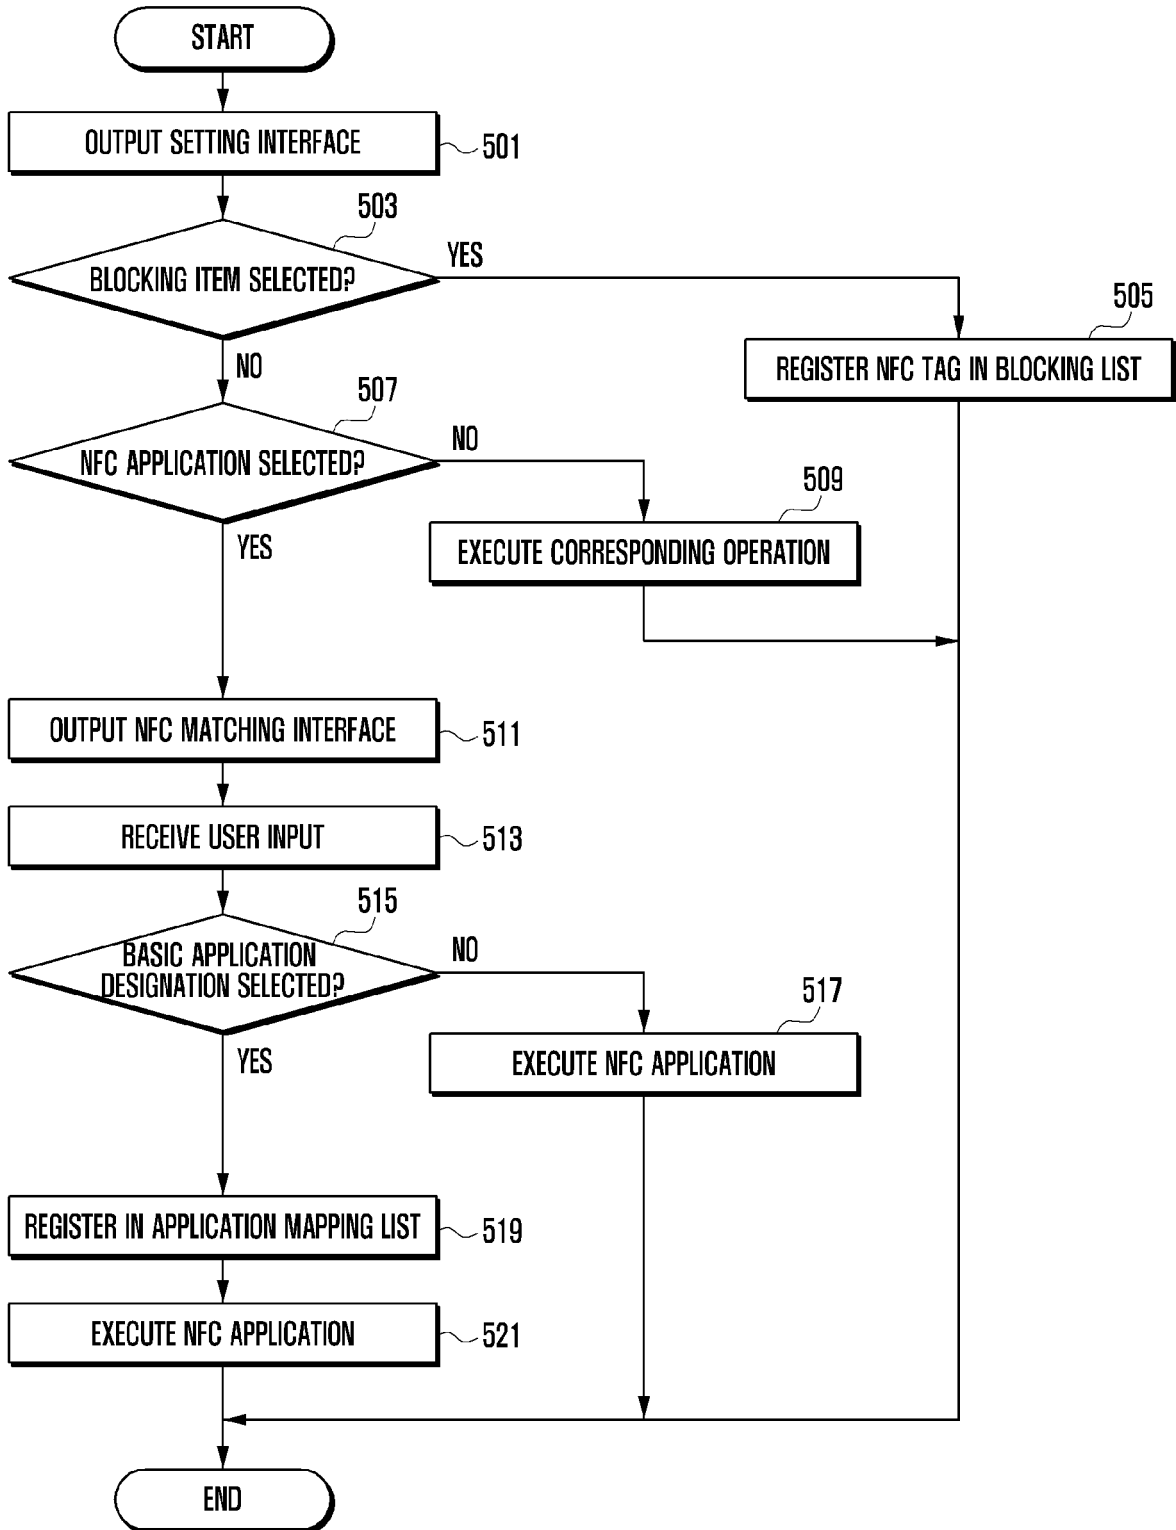 START
OUTPUT SETTING INTERFACE
501
503
BLOCKING ITEM SELECTED?
YES
505
REGISTER NFC TAG IN BLOCKING LIST
NO
507
NFC APPLICATION SELECTED?
NO
509
EXECUTE CORRESPONDING OPERATION
YES
OUTPUT NFC MATCHING INTERFACE
511
RECEIVE USER INPUT
513
515
BASIC APPLICATION
DESIGNATION SELECTED?
NO
517
EXECUTE NFC APPLICATION
YES
REGISTER IN APPLICATION MAPPING LIST
519
EXECUTE NFC APPLICATION
521
END